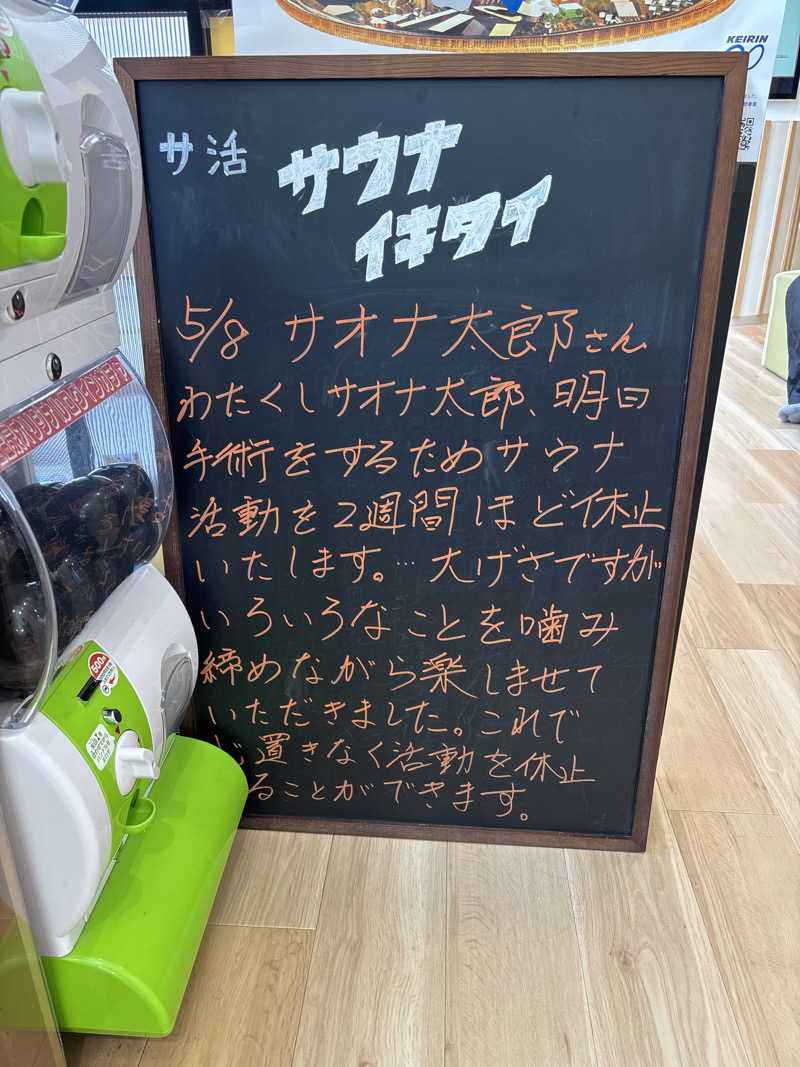 KEIRIN
サ活
サウナ
イキタイ
5/8 サオナ太郎さん
わたくしサオナ太郎、明日
手術をするためサウナ
活動を2週間ほど休止
いたします。…大げさですが
いろいろなことを噛み
締めながら楽しませて
いただきました。これで
置きなく活動を休止
ることができます。
500